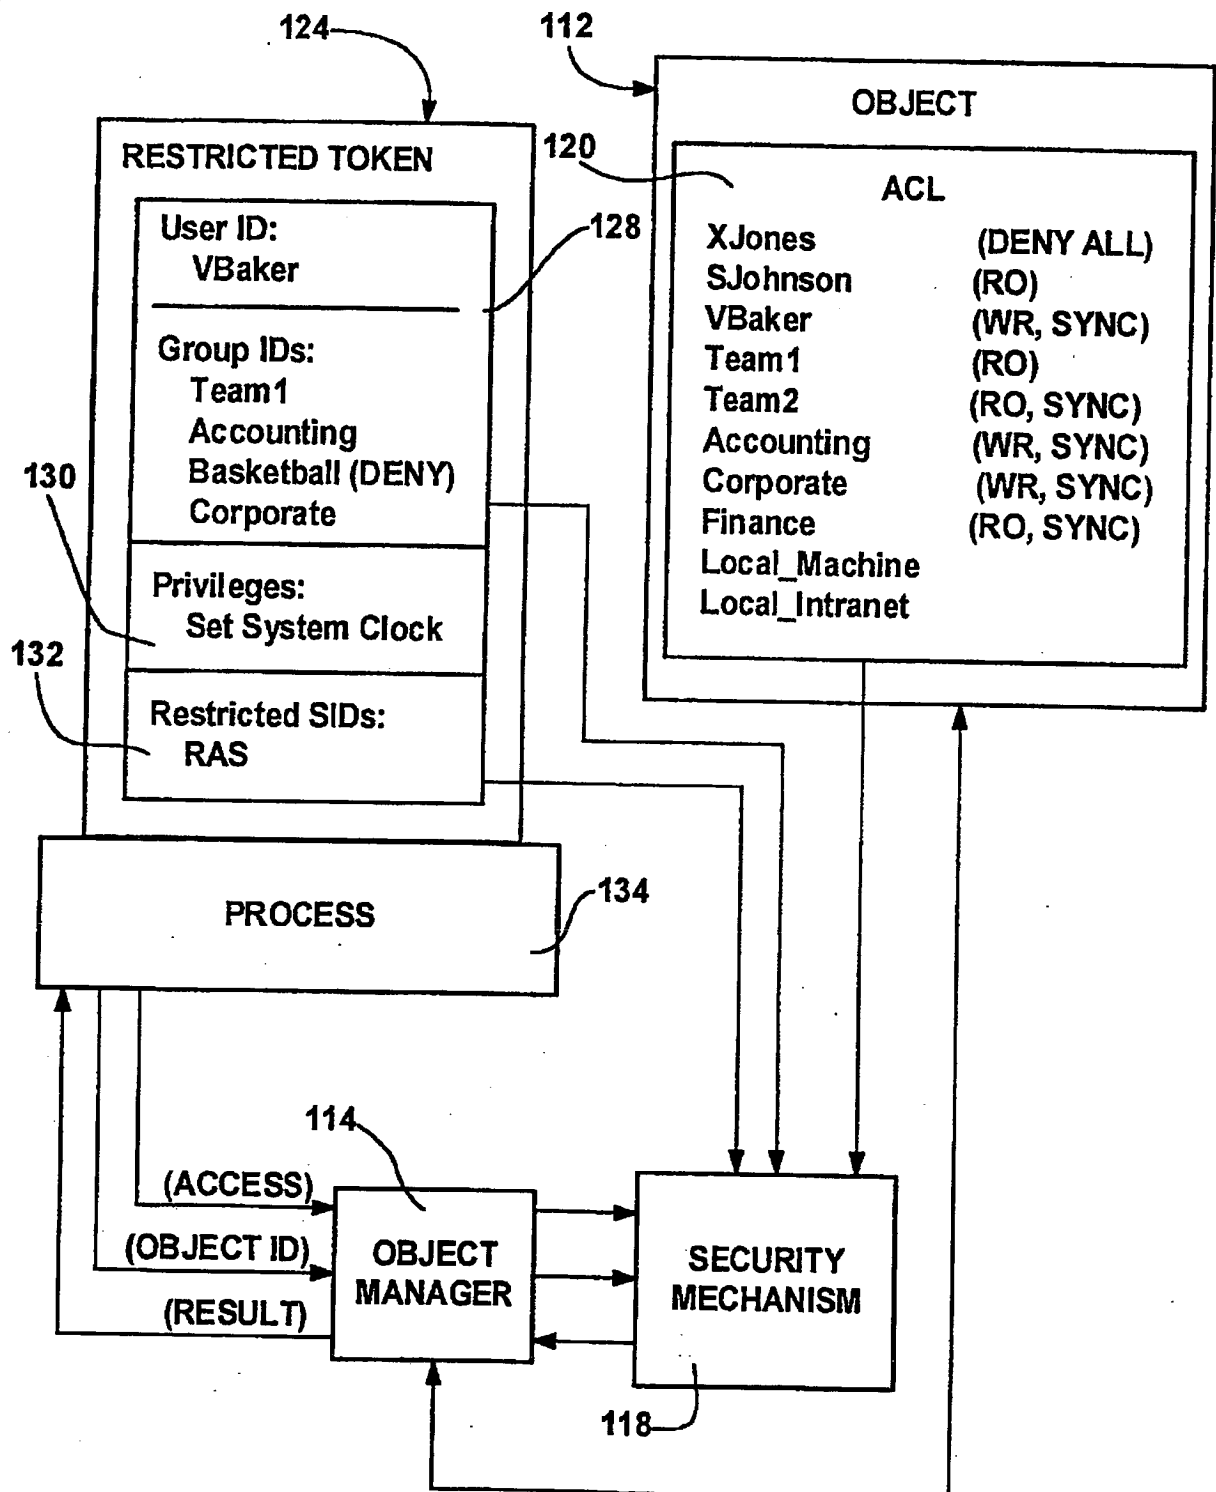 124
112
OBJECT
RESTRICTED TOKEN
120
ACL
User ID:
VBaker
128
XJones (DENY ALL)
SJohnson (RO)
VBaker (WR, SYNC)
Group IDs:
Team1
Accounting
Basketball (DENY)
Corporate
Team1 (RO)
Team2 (RO, SYNC)
Accounting (WR, SYNC)
Corporate (WR, SYNC)
Finance (RO, SYNC)
Local_Machine
Local_Intranet
130
Privileges:
Set System Clock
132
Restricted SIDs:
RAS
PROCESS
134
114
(ACCESS)
(OBJECT ID)
(RESULT)
OBJECT
MANAGER
SECURITY
MECHANISM
118